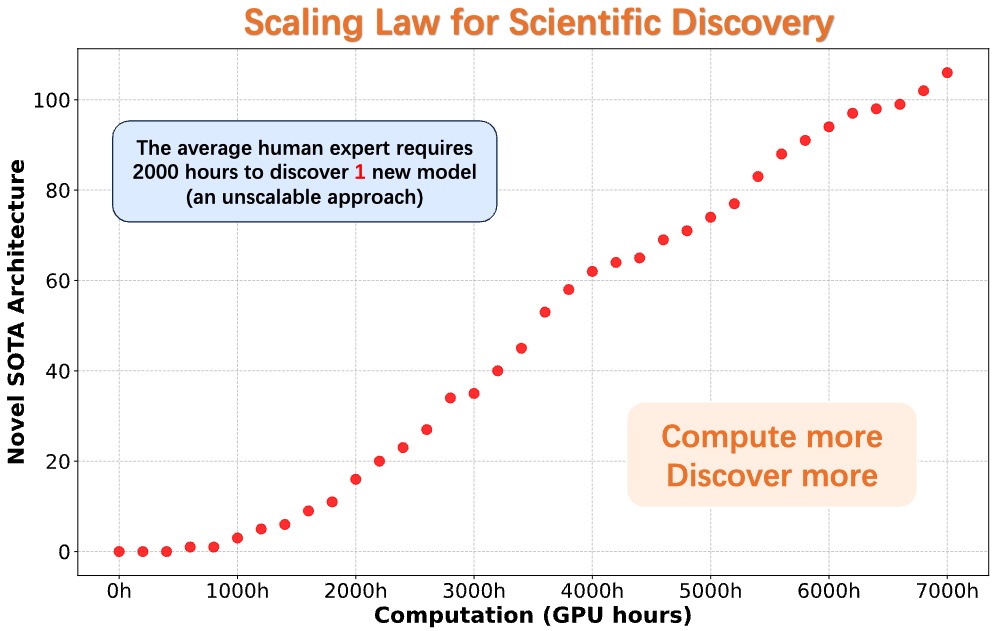 Scaling Law for Scientific Discovery
The average human expert requires
2000 hours to discover 1 new model
(an unscalable approach)
Compute more
Discover more
Novel SOTA Architecture
100
80
60
40
20
0
0h 1000h 2000h 3000h 4000h 5000h 6000h 7000h
Computation (GPU hours)